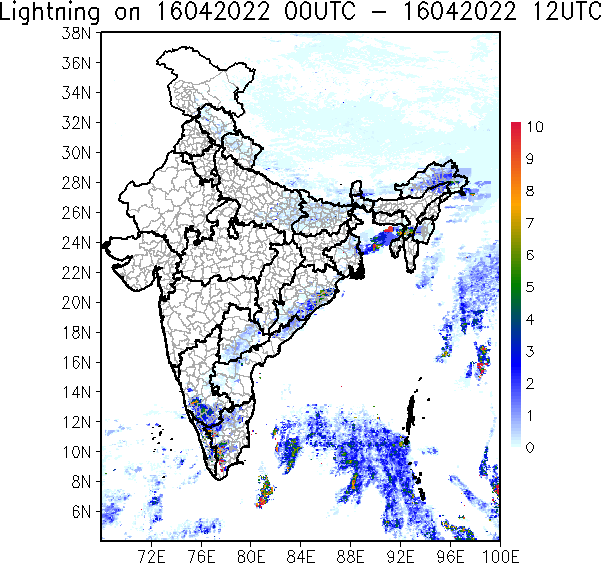 Lightning on 16042022 00UTC – 16042022 12UTC
38N
36N
34N
32N
30N
28N
26N
24N
22N
20N
18N
16N
14N
12N
10N
8N
6N
72E 76E 80E 84E 88E 92E 96E 100E
10
9
8
7
6
5
4
3
2
1
0